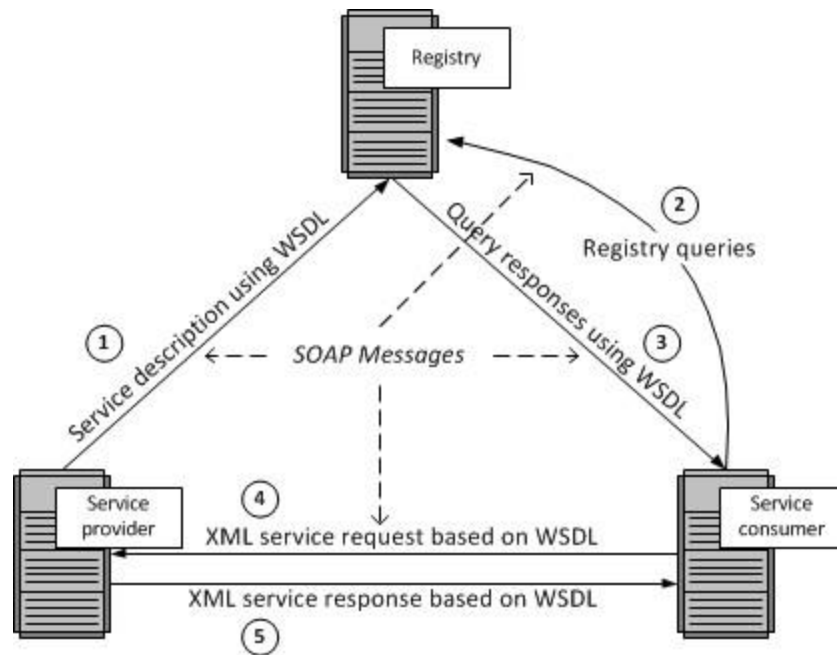 Registry
2
Registry queries
Query responses using WSDL
3
1
Service description using WSDL
SOAP Messages
Service
provider
4
XML service request based on WSDL
Service
consumer
XML service response based on WSDL
5